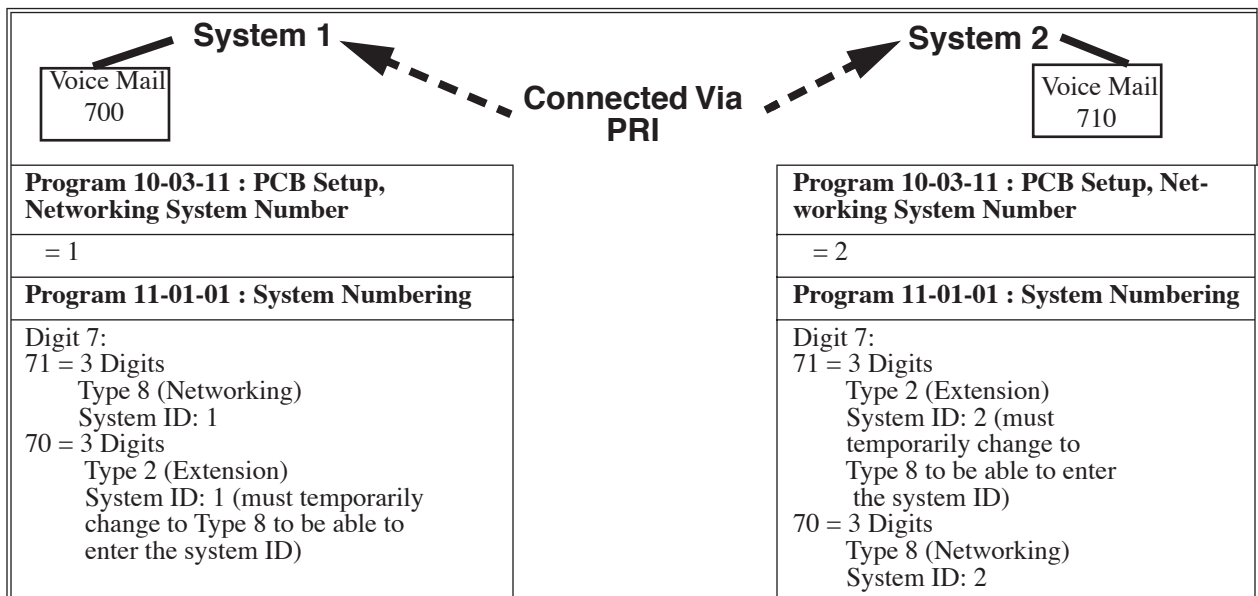 System 1
System 2
Voice Mail
700
Connected Via
PRI
Voice Mail
710
Program 10-03-11 : PCB Setup,
Networking System Number
= 1
Program 11-01-01 : System Numbering
Digit 7:
71 = 3 Digits
Type 8 (Networking)
System ID: 1
70 = 3 Digits
Type 2 (Extension)
System ID: 1 (must temporarily
change to Type 8 to be able to
enter the system ID)
Program 10-03-11 : PCB Setup, Net-
working System Number
= 2
Program 11-01-01 : System Numbering
Digit 7:
71 = 3 Digits
Type 2 (Extension)
System ID: 2 (must
temporarily change to
Type 8 to be able to enter
the system ID)
70 = 3 Digits
Type 8 (Networking)
System ID: 2